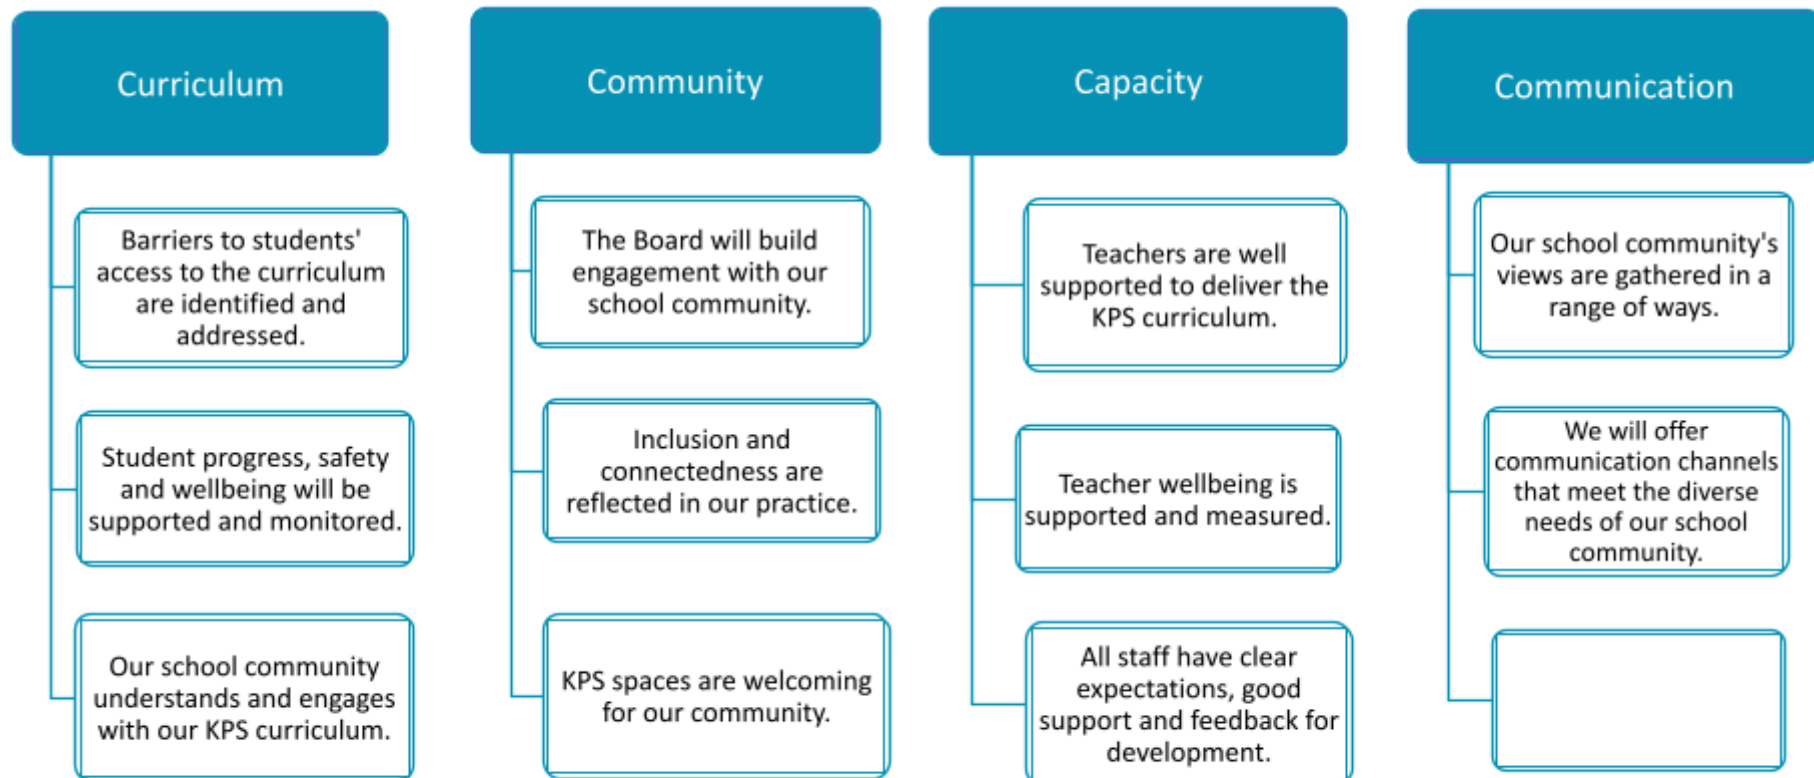 Curriculum
Barriers to students'
access to the curriculum
are identified and
addressed.
Student progress, safety
and wellbeing will be
supported and monitored.
Our school community
understands and engages
with our KPS curriculum.
Community
The Board will build
engagement with our
school community.
Inclusion and
connectedness are
reflected in our practice.
KPS spaces are welcoming
for our community.
Capacity
Teachers are well
supported to deliver the
KPS curriculum.
Teacher wellbeing is
supported and measured.
All staff have clear
expectations, good
support and feedback for
development.
Communication
Our school community's
views are gathered in a
range of ways.
We will offer
communication channels
that meet the diverse
needs of our school
community.